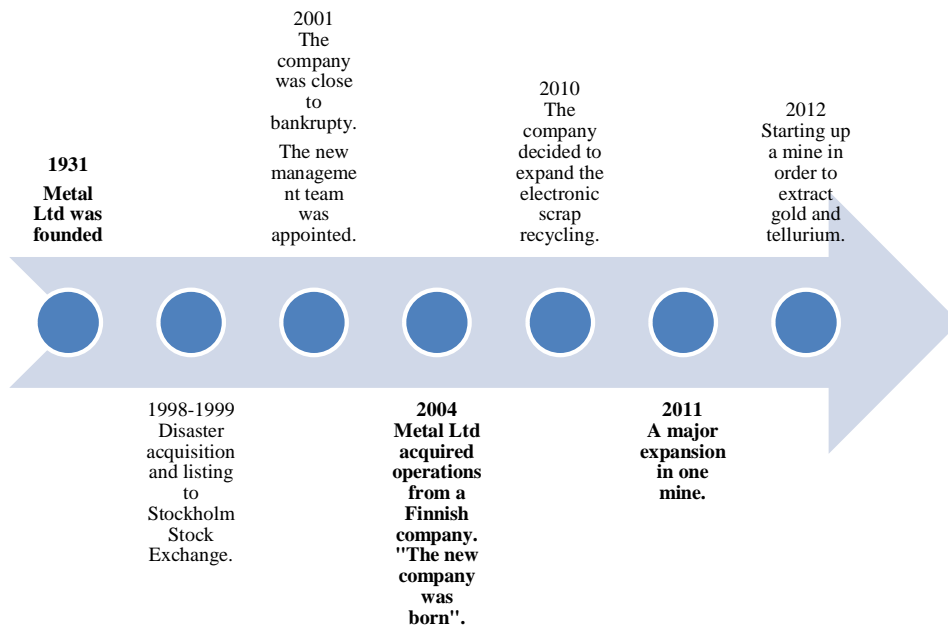 1931
Metal
Ltd was
founded
1998-1999
Disaster
acquisition
and listing
to
Stockholm
Stock
Exchange.
2001
The
company
was close
to
bankrupty.
The new
manageme
nt team
was
appointed.
2004
Metal Ltd
acquired
operations
from a
Finnish
company.
"The new
company
was
born".
2010
The
company
decided to
expand the
electronic
scrap
recycling.
2011
A major
expansion
in one
mine.
2012
Starting up
a mine in
order to
extract
gold and
tellurium.